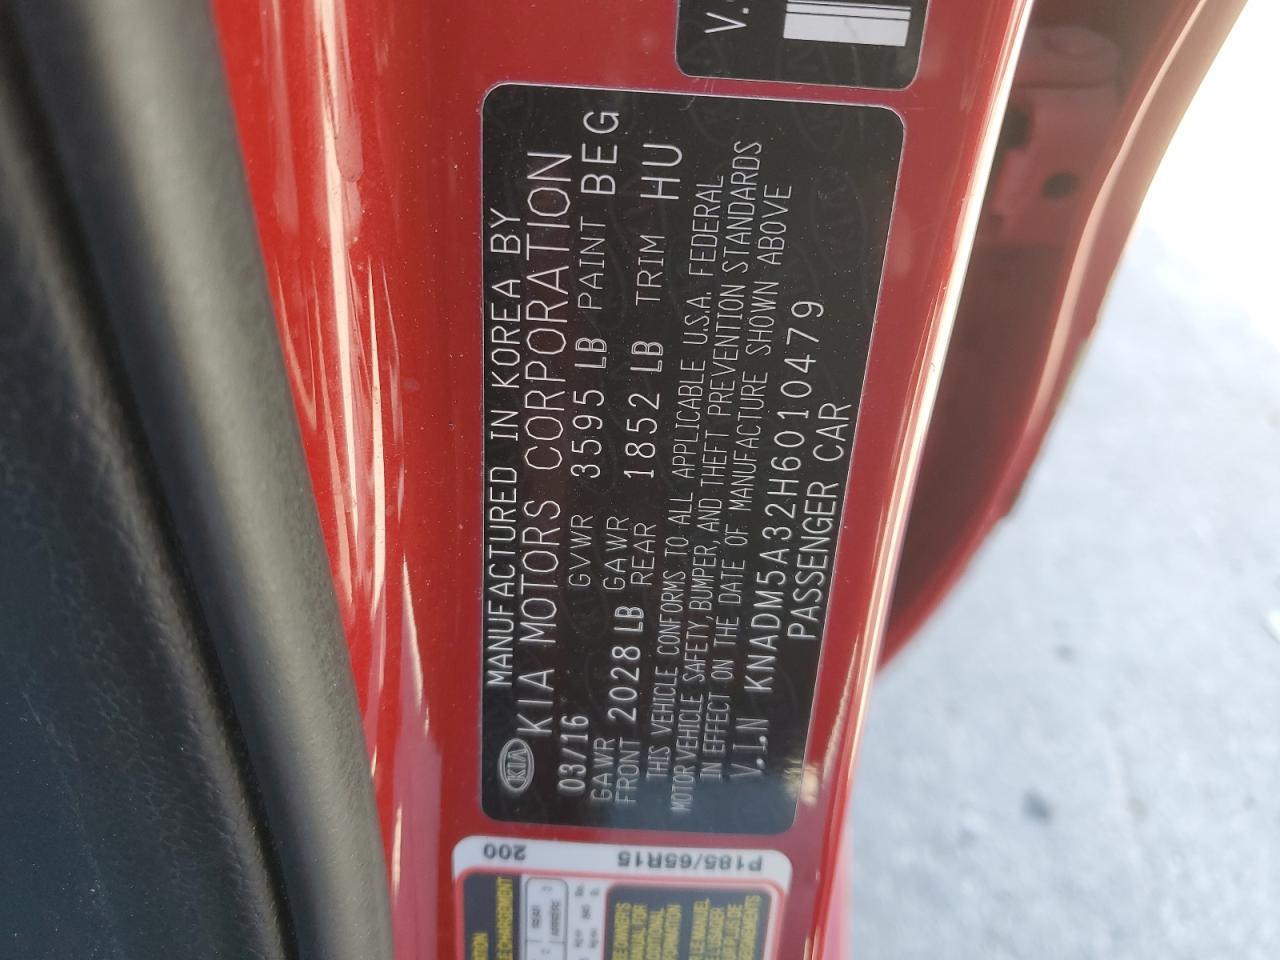 V.
MANUFACTURED IN KOREA BY
KIA KIA MOTORS CORPORATION
03/16 GVWR 3595 LB PAINT BEG
GAWR FRONT 2028 LB GAWR REAR 1852 LB TRIM HU
THIS VEHICLE CONFORMS TO ALL APPLICABLE U.S.A. FEDERAL
MOTOR VEHICLE SAFETY, BUMPER, AND THEFT PREVENTION STANDARDS
IN EFFECT ON THE DATE OF MANUFACTURE SHOWN ABOVE
V.I.N KNADM5A32H6010479
PASSENGER CAR
200 P185/65R15